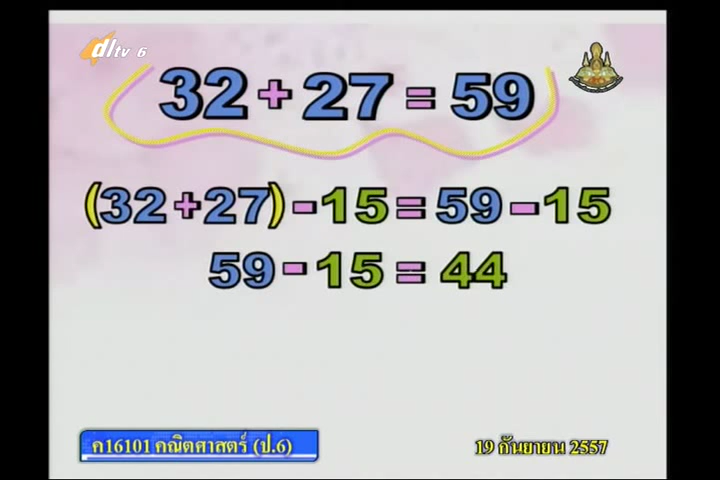 dltv 6
32 + 27 = 59
(32+27)-15=59-15
59-15=44
ค16101 คณิตศาสตร์ (ป.6)
19 กันยายน 2557